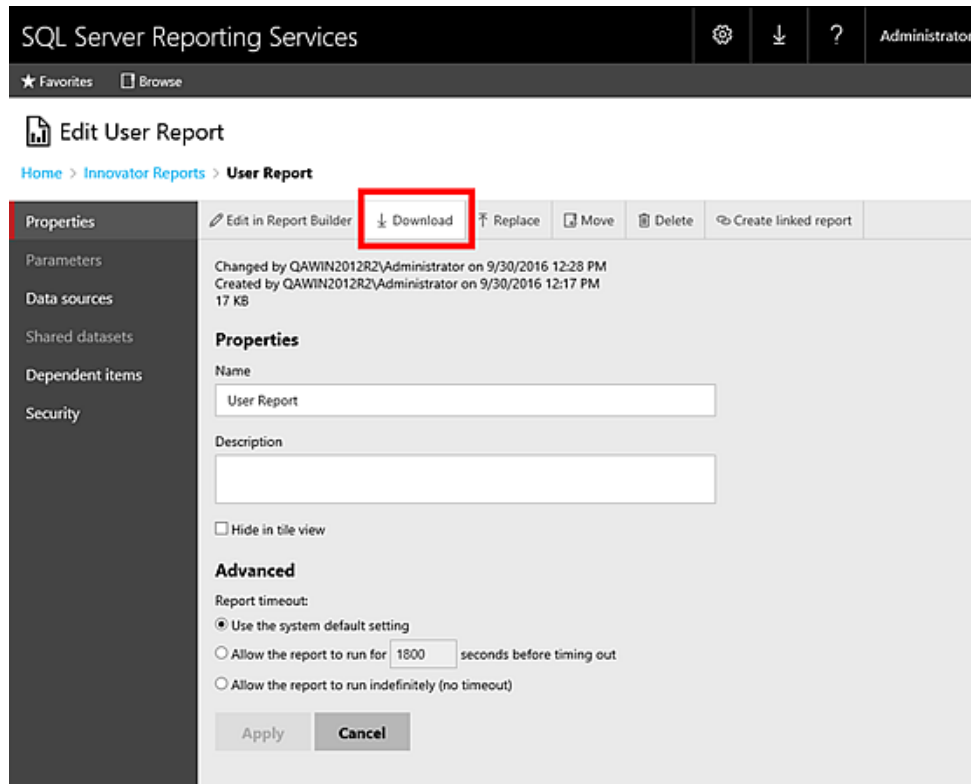 SQL Server Reporting Services
?
Administrator
Favorites Browse
Edit User Report
Home > Innovator Reports > User Report
Properties
Parameters
Data sources
Shared datasets
Dependent items
Security
Edit in Report Builder Download Replace Move Delete Create linked report
Changed by QAWIN2012R2\Administrator on 9/30/2016 12:28 PM
Created by QAWIN2012R2\Administrator on 9/30/2016 12:17 PM
17 KB
Properties
Name
User Report
Description
Hide in tile view
Advanced
Report timeout:
Use the system default setting
Allow the report to run for 1800 seconds before timing out
Allow the report to run indefinitely (no timeout)
Apply Cancel